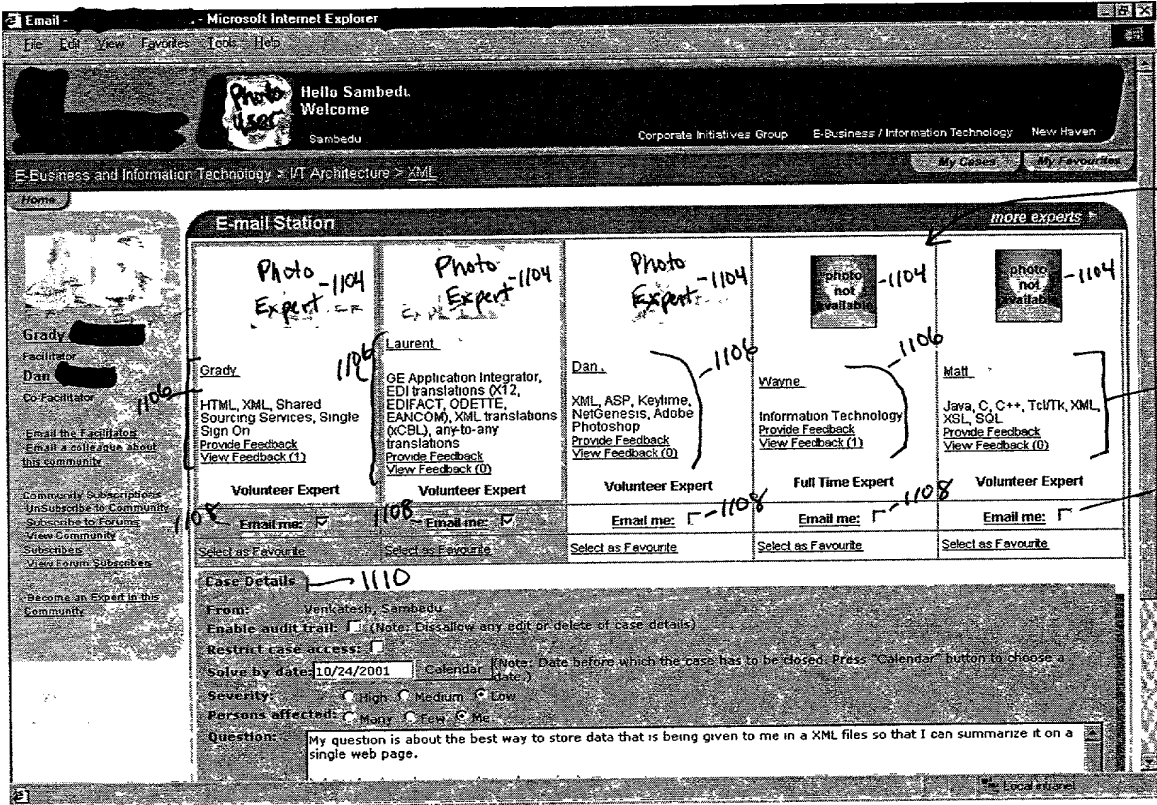 Email - - Microsoft Internet Explorer
File Edit View Favorites Tools Help
Photo User
Hello Sambedu,
Welcome
Sambedu
Corporate Initiatives Group E-Business / Information Technology New Haven
My Cases My Favourites
E-Business and Information Technology > I/T Architecture > XML
Home
E-mail Station
more experts
Grady
Facilitator
Dan
Co-Facilitator
Email the Facilitators
Email a colleague about
this community
Community Subscriptions
UnSubscribe to Community
Subscribe to Forums
View Community
Subscribers
View Forum Subscribers
Become an Expert in this
Community
Photo Expert
1104
1106
Grady
HTML, XML, Shared
Sourcing Services, Single
Sign On
Provide Feedback
View Feedback (1)
Volunteer Expert
1108
Email me:
Select as Favourite
Photo Expert
1104
1106
Laurent
GE Application Integrator,
EDI translations (X12,
EDIFACT, ODETTE,
EANCOM), XML translations
(xCBL), any-to-any
translations
Provide Feedback
View Feedback (0)
Volunteer Expert
1108
Email me:
Select as Favourite
Photo Expert
1104
1106
Dan .
XML, ASP, Keylime,
NetGenesis, Adobe
Photoshop
Provide Feedback
View Feedback (0)
Volunteer Expert
Email me:
1108
Select as Favourite
photo
not
available
1104
1106
Wayne
Information Technology
Provide Feedback
View Feedback (1)
Full Time Expert
Email me:
1108
Select as Favourite
photo
not
available
1104
Matt
Java, C, C++, Tcl/Tk, XML,
XSL, SQL
Provide Feedback
View Feedback (0)
Volunteer Expert
Email me:
Select as Favourite
Case Details
1110
From: Venkatesh, Sambedu
Enable audit trail: (Note: Dissallow any edit or delete of case details)
Restrict case access:
Solve by date: 10/24/2001 Calendar (Note: Date before which the case has to be closed. Press "Calendar" button to choose a
date.)
Severity: High Medium Low
Persons affected: Many Few Me
Question: My question is about the best way to store data that is being given to me in a XML files so that I can summarize it on a
single web page.
Local intranet